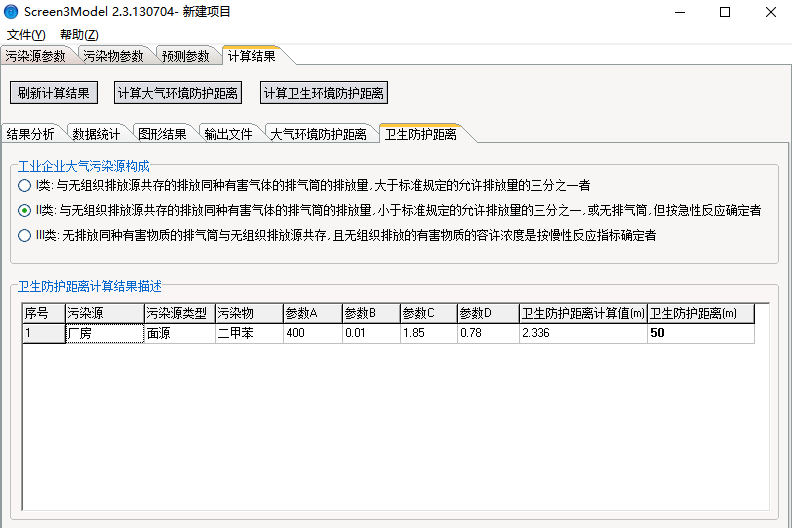 Screen3Model 2.3.130704- 新建项目
文件(Y) 帮助(Z)
污染源参数 污染物参数 预测参数 计算结果
刷新计算结果 计算大气环境防护距离 计算卫生环境防护距离
结果分析 数据统计 图形结果 输出文件 大气环境防护距离 卫生防护距离
工业企业大气污染源构成
I类: 与无组织排放源共存的排放同种有害气体的排气筒的排放量, 大于标准规定的允许排放量的三分之一者
II类: 与无组织排放源共存的排放同种有害气体的排气筒的排放量, 小于标准规定的允许排放量的三分之一, 或无排气筒, 但按急性反应确定者
III类: 无排放同种有害物质的排气筒与无组织排放源共存, 且无组织排放的有害物质的容许浓度是按慢性反应指标确定者
卫生防护距离计算结果描述
序号 污染源 污染源类型 污染物 参数A 参数B 参数C 参数D 卫生防护距离计算值(m) 卫生防护距离(m)
1 厂房 面源 二甲苯 400 0.01 1.85 0.78 2.336 50